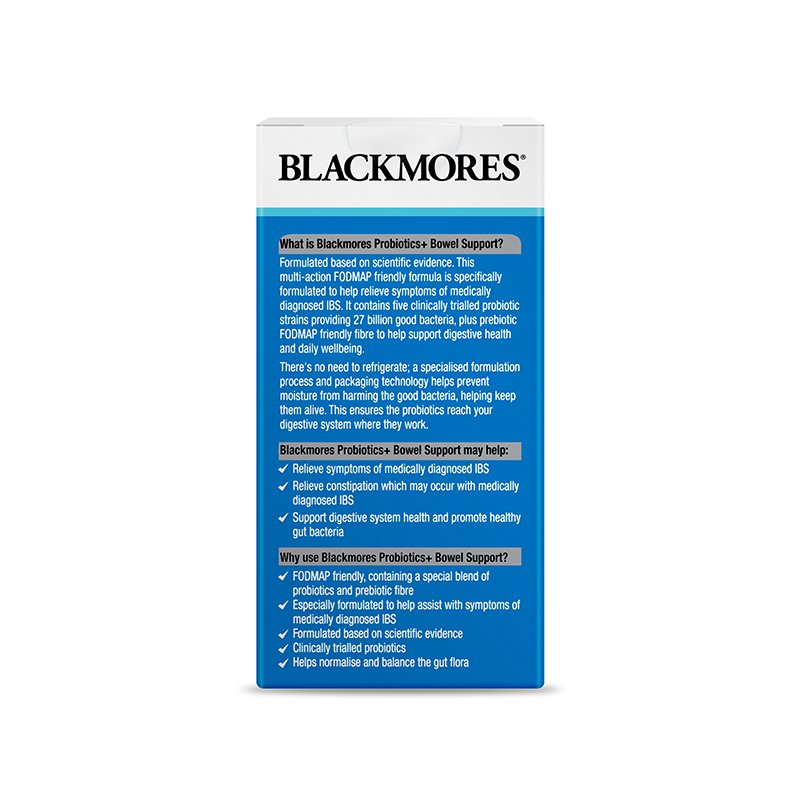 BLACKMORES®
What is Blackmores Probiotics+ Bowel Support?
Formulated based on scientific evidence. This
multi-action FODMAP friendly formula is specifically
formulated to help relieve symptoms of medically
diagnosed IBS. It contains five clinically trialled probiotic
strains providing 27 billion good bacteria, plus prebiotic
FODMAP friendly fibre to help support digestive health
and daily wellbeing.
There's no need to refrigerate; a specialised formulation
process and packaging technology helps prevent
moisture from harming the good bacteria, helping keep
them alive. This ensures the probiotics reach your
digestive system where they work.
Blackmores Probiotics+ Bowel Support may help:
✓ Relieve symptoms of medically diagnosed IBS
✓ Relieve constipation which may occur with medically
diagnosed IBS
✓ Support digestive system health and promote healthy
gut bacteria
Why use Blackmores Probiotics+ Bowel Support?
✓ FODMAP friendly, containing a special blend of
probiotics and prebiotic fibre
✓ Especially formulated to help assist with symptoms of
medically diagnosed IBS
✓ Formulated based on scientific evidence
✓ Clinically trialled probiotics
✓ Helps normalise and balance the gut flora